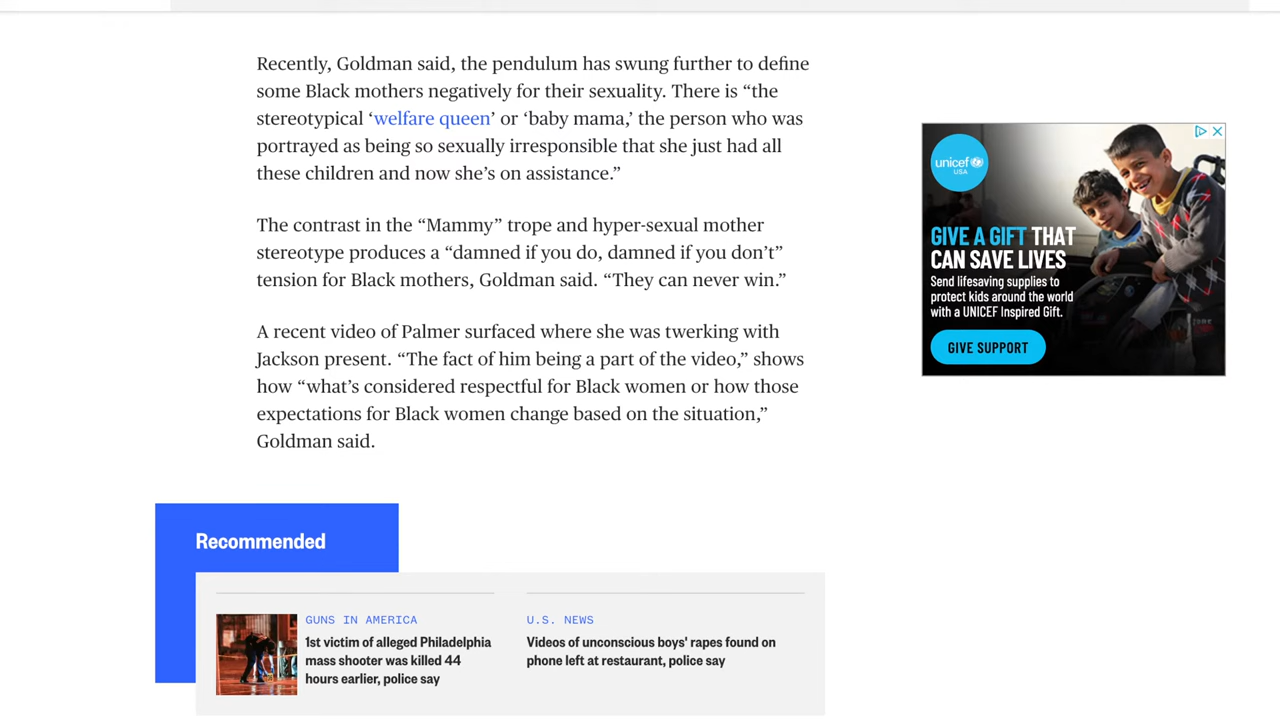 Recently, Goldman said, the pendulum has swung further to define
some Black mothers negatively for their sexuality. There is “the
stereotypical ‘welfare queen’ or ‘baby mama,’ the person who was
portrayed as being so sexually irresponsible that she just had all
these children and now she’s on assistance.”
The contrast in the “Mammy” trope and hyper-sexual mother
stereotype produces a “damned if you do, damned if you don’t”
tension for Black mothers, Goldman said. “They can never win.”
A recent video of Palmer surfaced where she was twerking with
Jackson present. “The fact of him being a part of the video,” shows
how “what’s considered respectful for Black women or how those
expectations for Black women change based on the situation,”
Goldman said.
unicef
USA
GIVE A GIFT THAT
CAN SAVE LIVES
Send lifesaving supplies to
protect kids around the world
with a UNICEF Inspired Gift.
GIVE SUPPORT
Recommended
GUNS IN AMERICA
1st victim of alleged Philadelphia
mass shooter was killed 44
hours earlier, police say
U.S. NEWS
Videos of unconscious boys' rapes found on
phone left at restaurant, police say